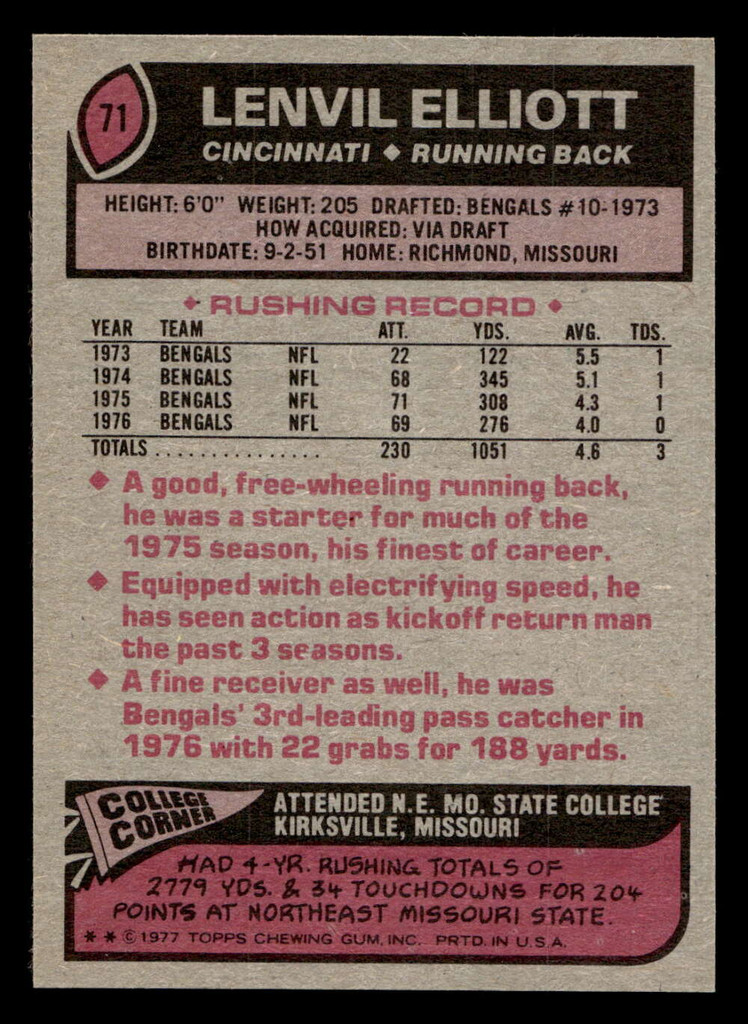 71
LENVIL ELLIOTT
CINCINNATI ◆ RUNNING BACK
HEIGHT: 6'0" WEIGHT: 205 DRAFTED: BENGALS #10-1973
HOW ACQUIRED: VIA DRAFT
BIRTHDATE: 9-2-51 HOME: RICHMOND, MISSOURI
◆ RUSHING RECORD ◆
YEAR TEAM ATT. YDS. AVG. TDS.
1973 BENGALS NFL 22 122 5.5 1
1974 BENGALS NFL 68 345 5.1 1
1975 BENGALS NFL 71 308 4.3 1
1976 BENGALS NFL 69 276 4.0 0
TOTALS . . . . . . . . . . . . . . . 230 1051 4.6 3
◆ A good, free-wheeling running back,
he was a starter for much of the
1975 season, his finest of career.
◆ Equipped with electrifying speed, he
has seen action as kickoff return man
the past 3 seasons.
◆ A fine receiver as well, he was
Bengals' 3rd-leading pass catcher in
1976 with 22 grabs for 188 yards.
COLLEGE
CORNER
ATTENDED N.E. MO. STATE COLLEGE
KIRKSVILLE, MISSOURI
HAD 4-YR. RUSHING TOTALS OF
2779 YDS. & 34 TOUCHDOWNS FOR 204
POINTS AT NORTHEAST MISSOURI STATE.
* * © 1977 TOPPS CHEWING GUM, INC. PRTD. IN U.S.A.